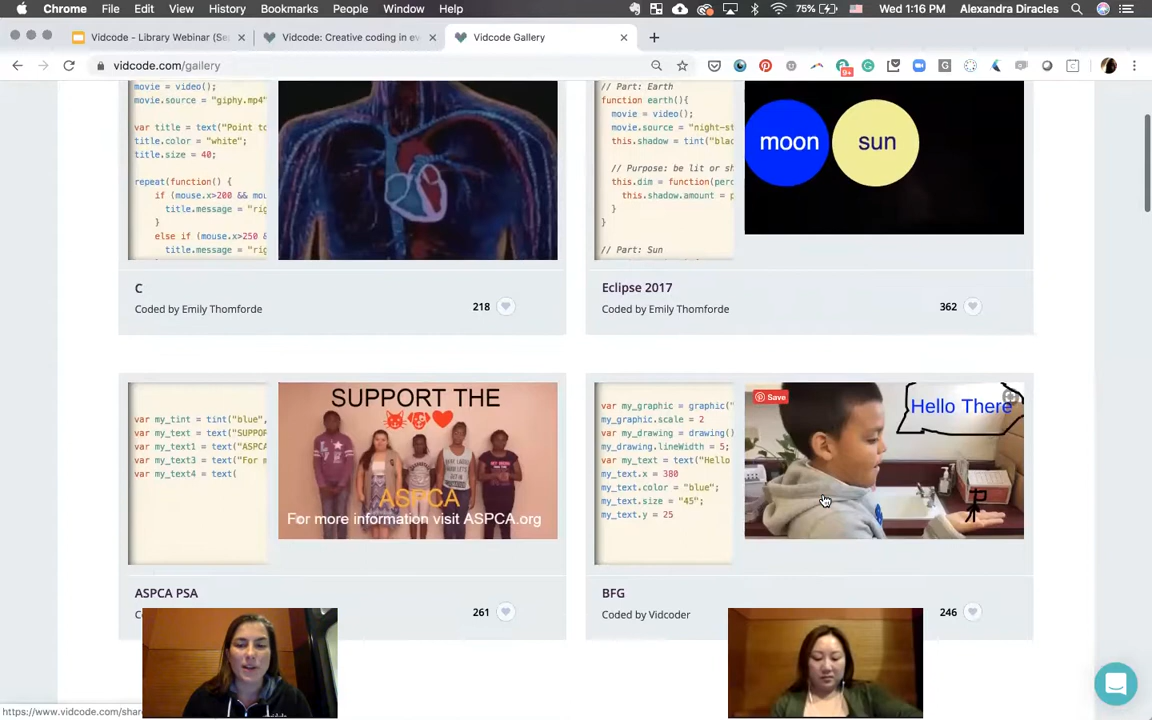 Chrome File Edit View History Bookmarks People Window Help 75% Wed 1:16 PM Alexandra Diracles
Vidcode - Library Webinar (Se
Vidcode: Creative coding in ev
Vidcode Gallery
vidcode.com/gallery
9+
movie = video();
movie.source = "giphy.mp4"
var title = text("Point to
title.color = "white";
title.size = 40;
repeat(function() {
if (mouse.x>200 && mou
title.message = "rig
}
else if (mouse.x>250 &
title.message = "rig
C
Coded by Emily Thomforde
218
// Part: Earth
function earth(){
movie = video();
movie.source = "night-st
this.shadow = tint("blac
// Purpose: be lit or sh
this.dim = function(perc
this.shadow.amount = p
}
}
// Part: Sun
moon
sun
Eclipse 2017
Coded by Emily Thomforde
362
var my_tint = tint("blue",
var my_text = text("SUPPOR
var my_text1 = text("ASPCA
var my_text3 = text("For m
var my_text4 = text(
SUPPORT THE
ASPCA
For more information visit ASPCA.org
ASPCA PSA
261
var my_graphic = graphic("
my_graphic.scale = 2
var my_drawing = drawing()
my_drawing.lineWidth = 5;
var my_text = text("Hello
my_text.x = 380
my_text.color = "blue";
my_text.size = "45";
my_text.y = 25
Save
Hello There
BFG
Coded by Vidcoder
246
https://www.vidcode.com/shar